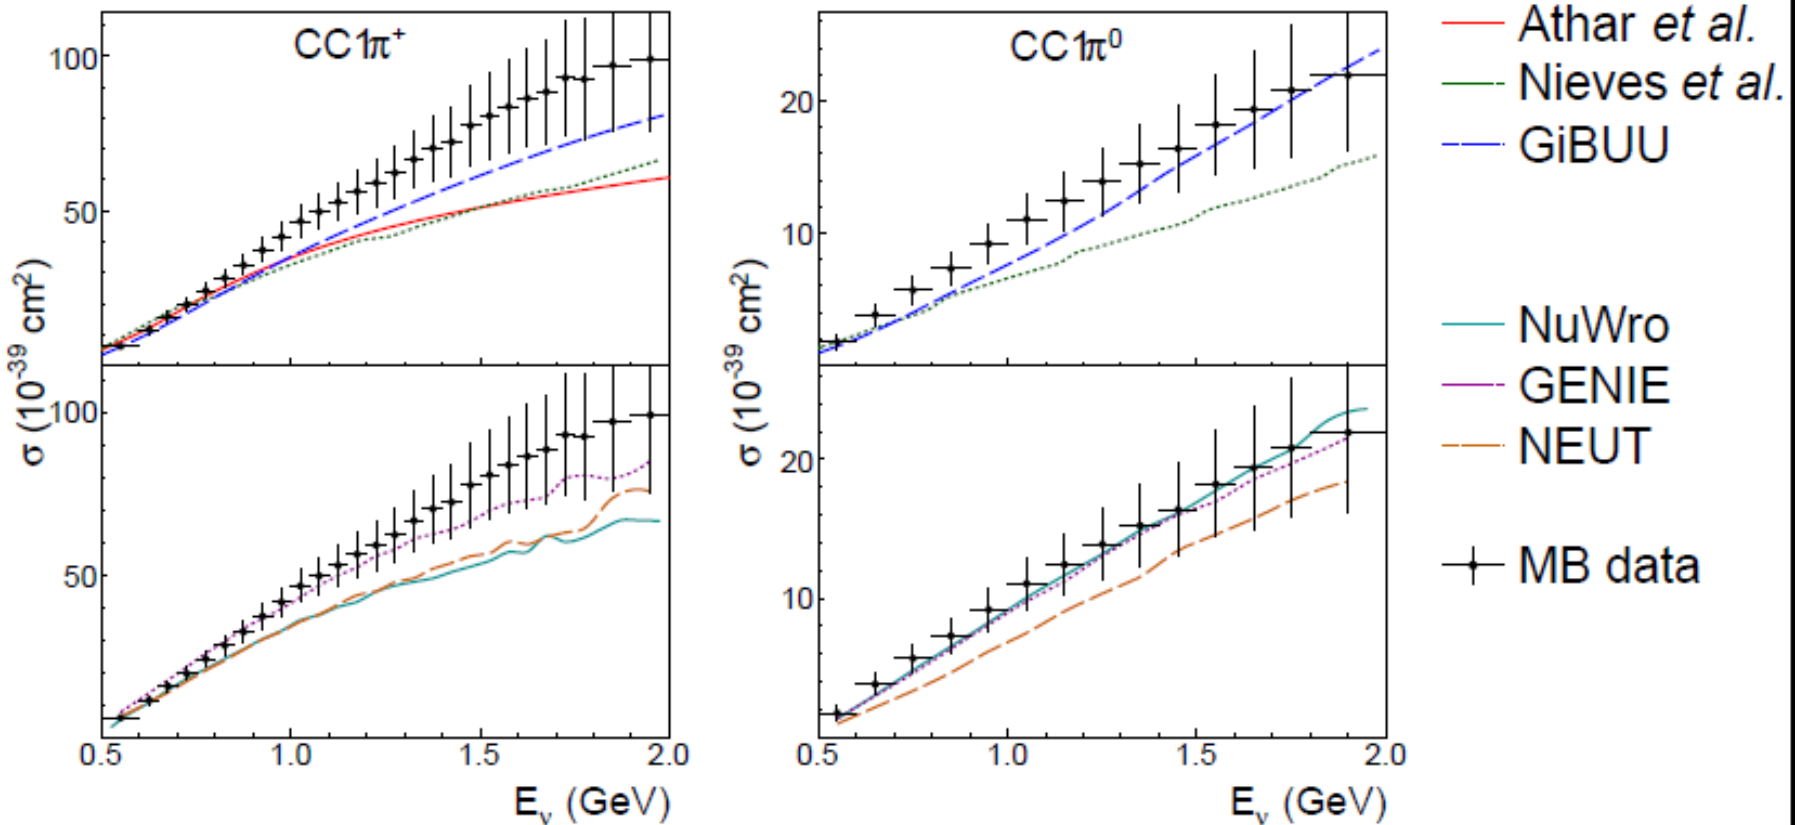 CC1π⁺
CC1π⁰
100
50
20
10
σ (10⁻³⁹ cm²)
σ (10⁻³⁹ cm²)
100
50
20
10
0.5 1.0 1.5 2.0
0.5 1.0 1.5 2.0
Eᵥ (GeV)
Eᵥ (GeV)
Athar et al.
Nieves et al.
GiBUU
NuWro
GENIE
NEUT
MB data